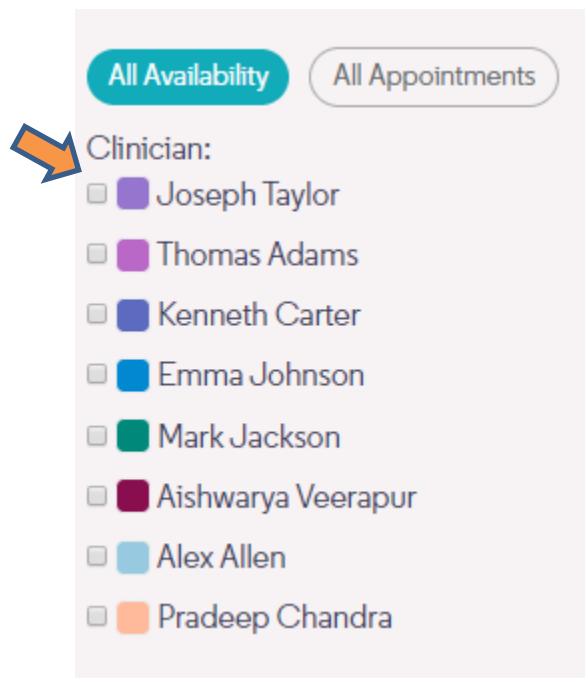 All Availability All Appointments
Clinician:
Joseph Taylor
Thomas Adams
Kenneth Carter
Emma Johnson
Mark Jackson
Aishwarya Veerapur
Alex Allen
Pradeep Chandra